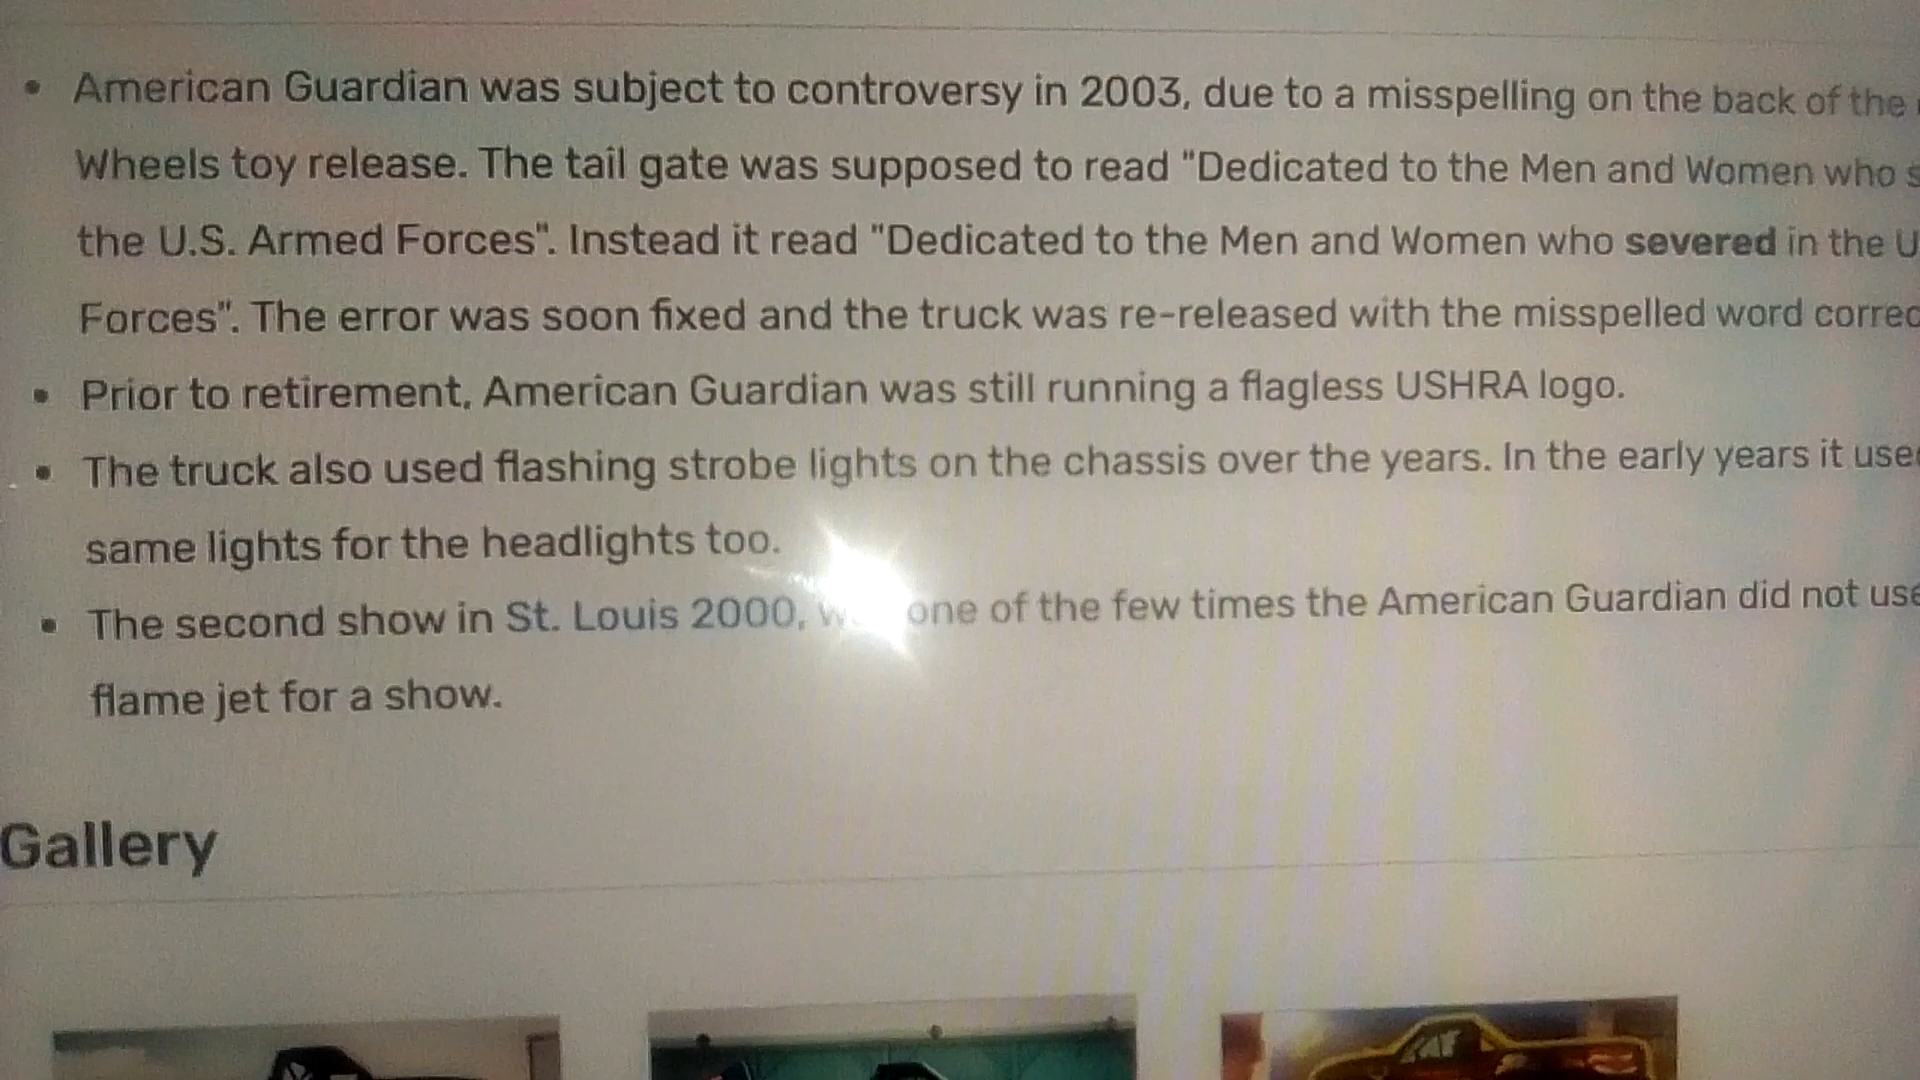 American Guardian was subject to controversy in 2003, due to a misspelling on the back of the
Wheels toy release. The tail gate was supposed to read "Dedicated to the Men and Women who
the U.S. Armed Forces". Instead it read "Dedicated to the Men and Women who severed in the
Forces". The error was soon fixed and the truck was re-released with the misspelled word
Prior to retirement, American Guardian was still running a flagless USHRA logo.
The truck also used flashing strobe lights on the chassis over the years. In the early years it
same lights for the headlights too.
The second show in St. Louis 2000, one of the few times the American Guardian did not use
flame jet for a show.
Gallery